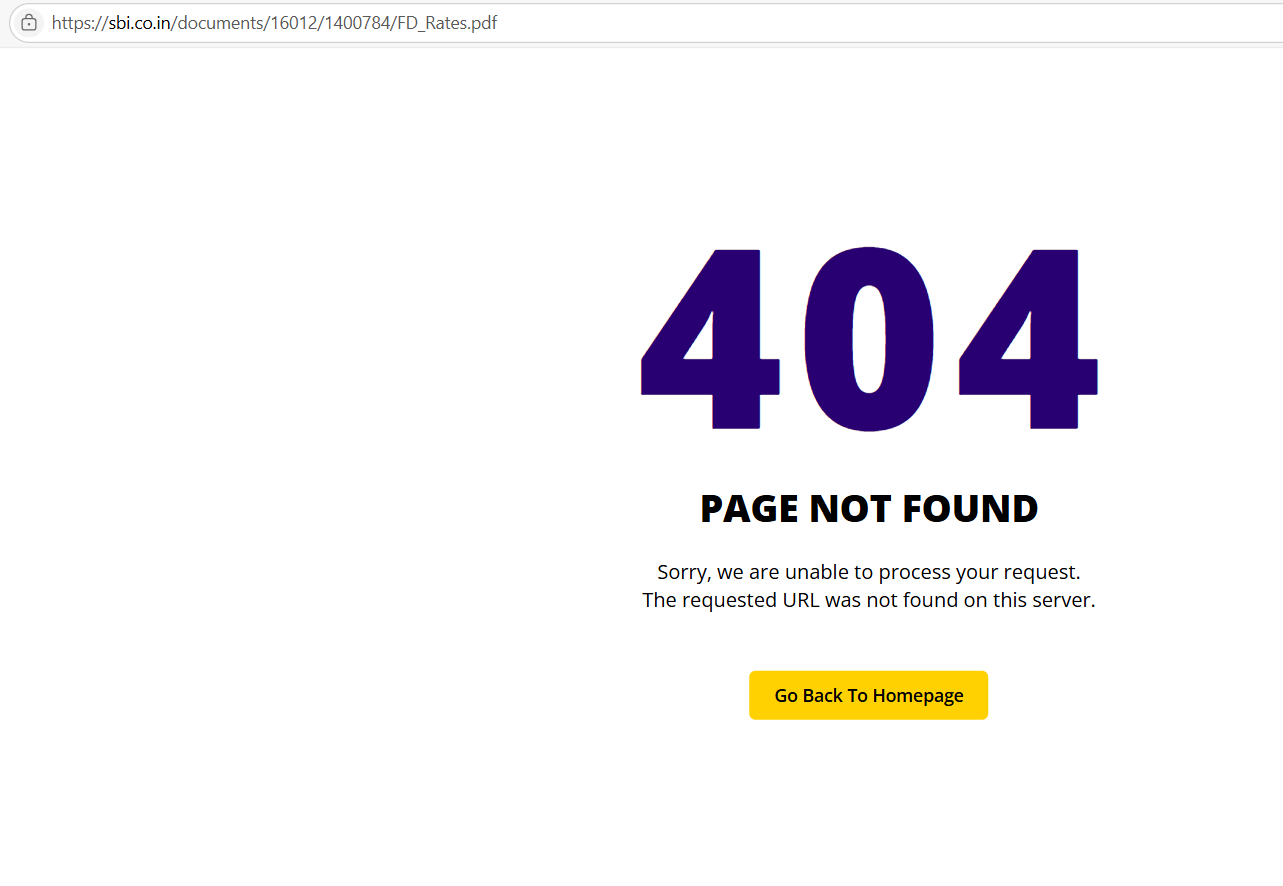 https://sbi.co.in/documents/16012/1400784/FD_Rates.pdf
404
PAGE NOT FOUND
Sorry, we are unable to process your request.
The requested URL was not found on this server.
Go Back To Homepage